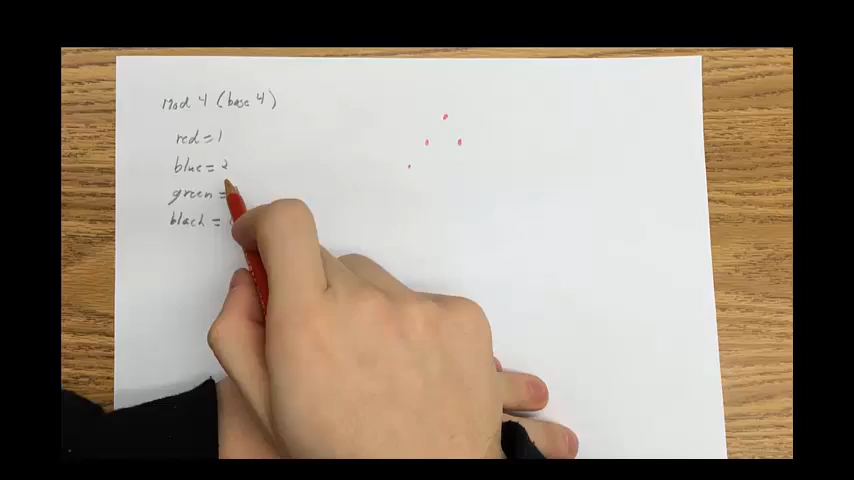 Mod 4 (base 4)
red = 1
blue = 2
green =
black =